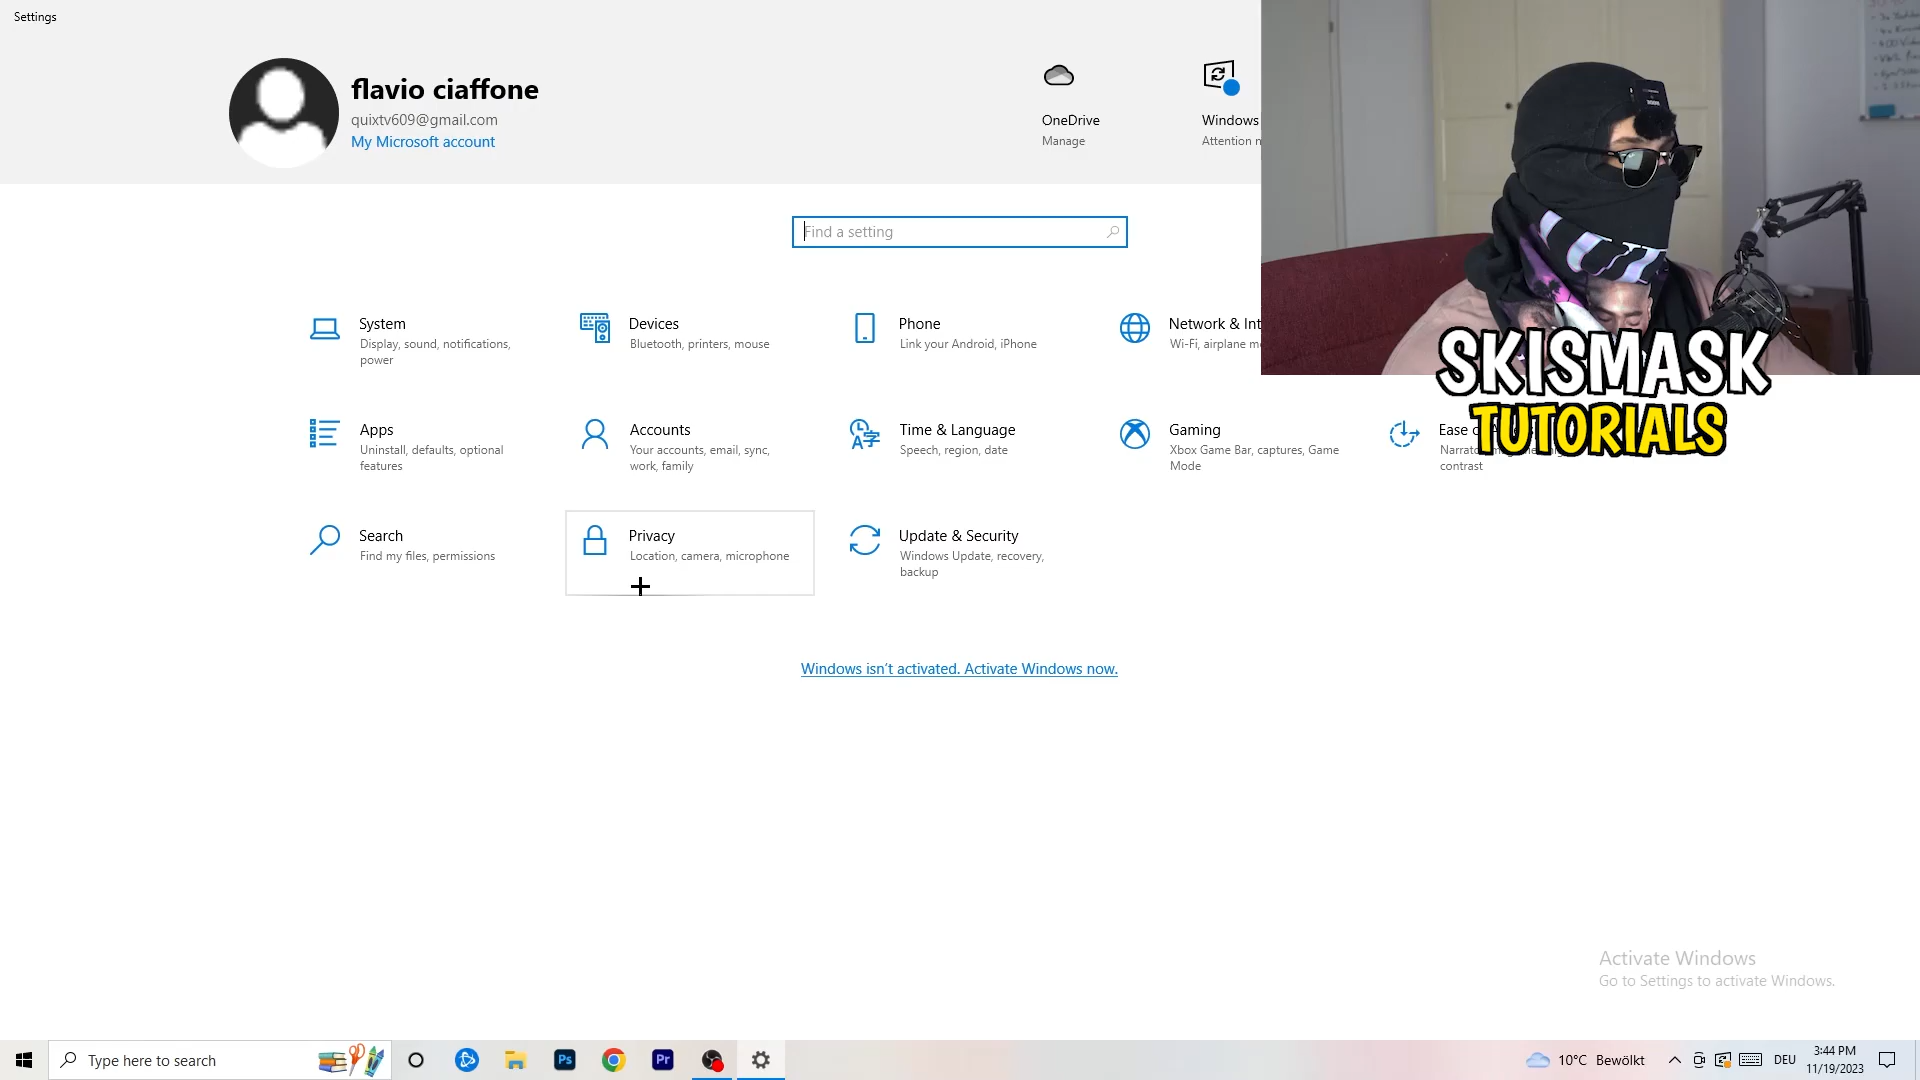 Settings
flavio ciaffone
quixtv609@gmail.com
My Microsoft account
OneDrive
Manage
Windows
Attention
Find a setting
System
Display, sound, notifications,
power
Devices
Bluetooth, printers, mouse
Phone
Link your Android, iPhone
Network & Int
Wi-Fi, airplane
SKISMASK
TUTORIALS
Apps
Uninstall, defaults, optional
features
Accounts
Your accounts, email, sync,
work, family
Time & Language
Speech, region, date
Gaming
Xbox Game Bar, captures, Game
Mode
Ease
contrast
Search
Find my files, permissions
Privacy
Location, camera, microphone
Update & Security
Windows Update, recovery,
backup
Windows isn't activated. Activate Windows now.
Activate Windows
Go to Settings to activate Windows.
Type here to search
Ps
Pr
10°C Bewölkt
DEU
3:44 PM
11/19/2023